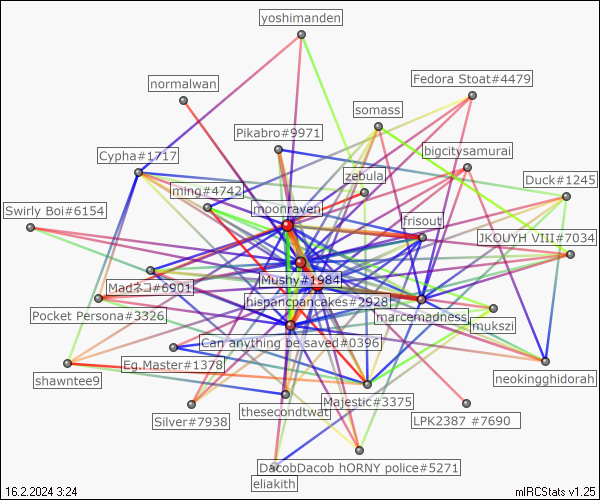 yoshimanden
Fedora Stoat#4479
normalwan
somass
Pikabro#9971
bigcitysamurai
Cypha#1717
zebula
Duck#1245
ming#4742
moonraven
Swirly Boi#6154
frisout
JKOUYH VIII#7034
Mushy#1984
Madネコ#6901
hispancpancakes#2928
Pocket Persona#3326
marcemadness
mukszi
Can anything be saved#0396
Eg.Master#1378
shawntee9
neokingghidorah
Majestic#3375
thesecondtwat
Silver#7938
LPK2387 #7690
DacobDacob hORNY police#5271
eliakith
16.2.2024 3:24
mIRCStats v1.25